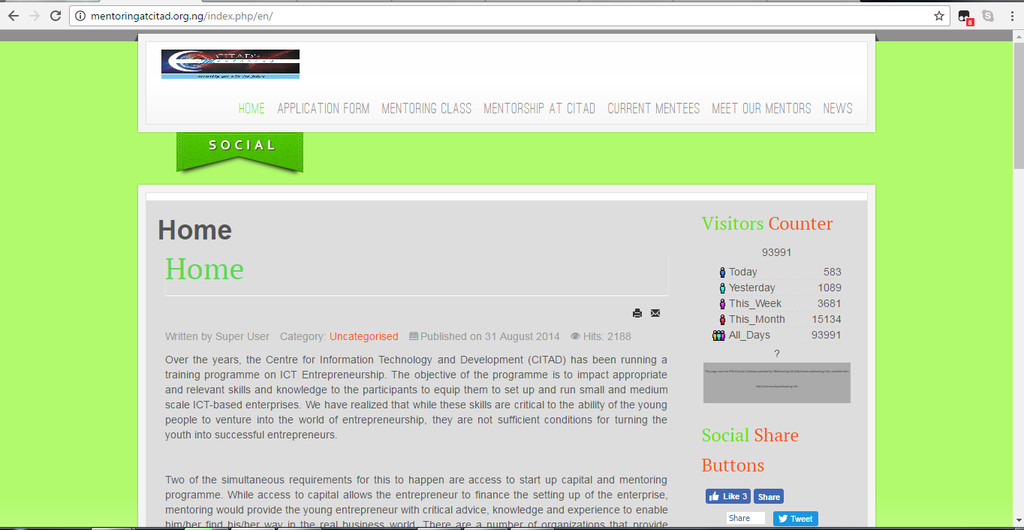 mentoringatcitad.org.ng/index.php/en/
8
CITAD's
HOME APPLICATION FORM MENTORING CLASS MENTORSHIP AT CITAD CURRENT MENTEES MEET OUR MENTORS NEWS
SOCIAL
Home
Home
Written by Super User Category: Uncategorised Published on 31 August 2014 Hits: 2188
Over the years, the Centre for Information Technology and Development (CITAD) has been running a
training programme on ICT Entrepreneurship. The objective of the programme is to impact appropriate
and relevant skills and knowledge to the participants to equip them to set up and run small and medium
scale ICT-based enterprises. We have realized that while these skills are critical to the ability of the young
people to venture into the world of entrepreneurship, they are not sufficient conditions for turning the
youth into successful entrepreneurs.
Two of the simultaneous requirements for this to happen are access to start up capital and mentoring
programme. While access to capital allows the entrepreneur to finance the setting up of the enterprise,
mentoring would provide the young entrepreneur with critical advice, knowledge and experience to enable
him/her find his/her way in the real business world. There are a number of organizations that provide
Visitors Counter
93991
Today 583
Yesterday 1089
This_Week 3681
This_Month 15134
All_Days 93991
?
Social Share
Buttons
Like 3 Share
Share Tweet